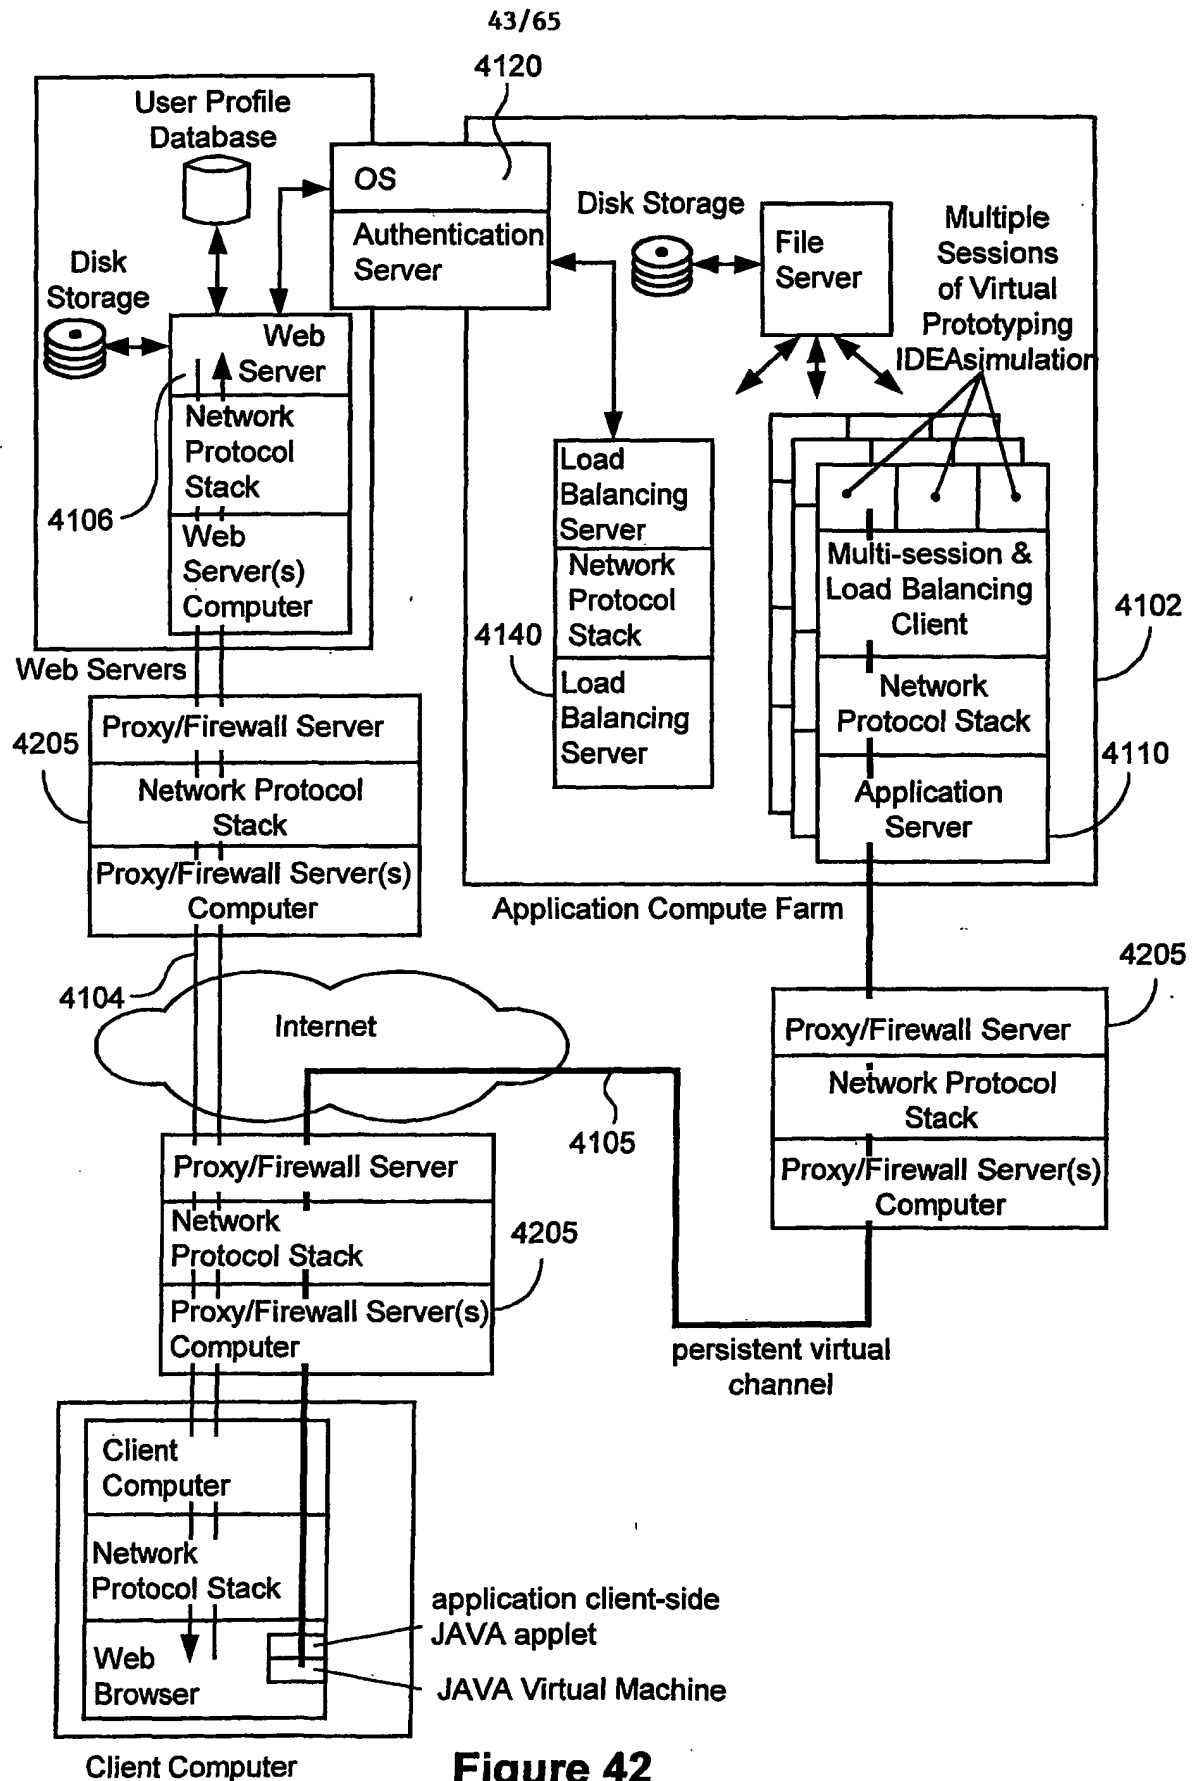 43/65
4120
User Profile
Database
OS
Authentication
Server
Disk Storage
File
Server
Multiple
Sessions
of Virtual
Prototyping
IDEAsimulation
Disk
Storage
Web
Server
Network
Protocol
Stack
4106
Web
Server(s)
Computer
Web Servers
Load
Balancing
Server
Network
Protocol
Stack
4140
Load
Balancing
Server
Multi-session &
Load Balancing
Client
4102
Network
Protocol Stack
4110
Application
Server
Application Compute Farm
Proxy/Firewall Server
4205
Network Protocol
Stack
Proxy/Firewall Server(s)
Computer
4104
Internet
4105
4205
Proxy/Firewall Server
Network Protocol
Stack
Proxy/Firewall Server(s)
Computer
Proxy/Firewall Server
Network
Protocol Stack
4205
Proxy/Firewall Server(s)
Computer
persistent virtual
channel
Client
Computer
Network
Protocol Stack
Web
Browser
application client-side
JAVA applet
JAVA Virtual Machine
Client Computer
Figure 42